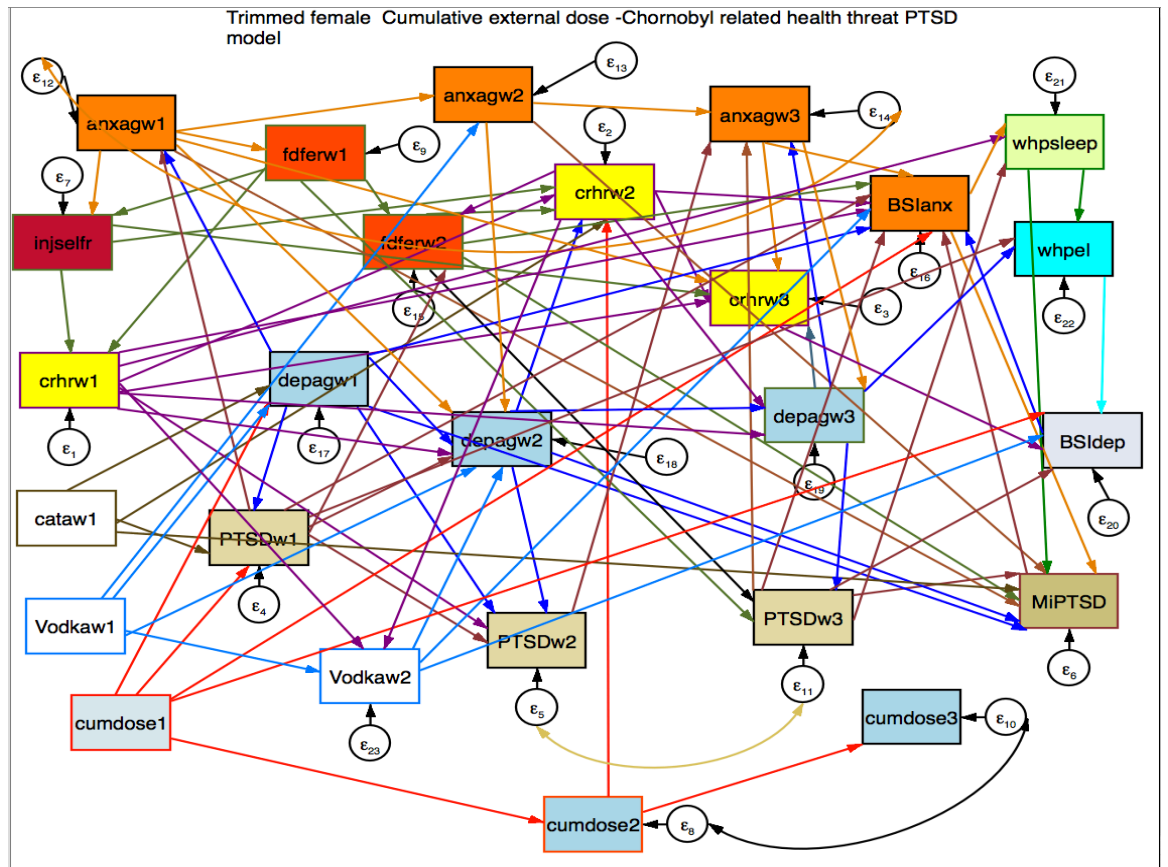 Trimmed female Cumulative external dose -Chornobyl related health threat PTSD
model
ε12
ε13
ε21
anxagw1
anxagw2
anxagw3
ε14
fdferw1
ε9
ε2
whpsleep
ε7
crhrw2
BSIanx
injselfr
fdferw2
whpel
ε15
crhrw3
ε3
ε16
ε22
crhrw1
depagw1
depagw3
ε1
ε17
depagw2
ε18
BSIdep
ε19
ε20
cataw1
PTSDw1
ε4
MiPTSD
Vodkaw1
PTSDw2
PTSDw3
Vodkaw2
ε6
ε5
ε11
cumdose1
cumdose3
ε10
ε23
cumdose2
ε8